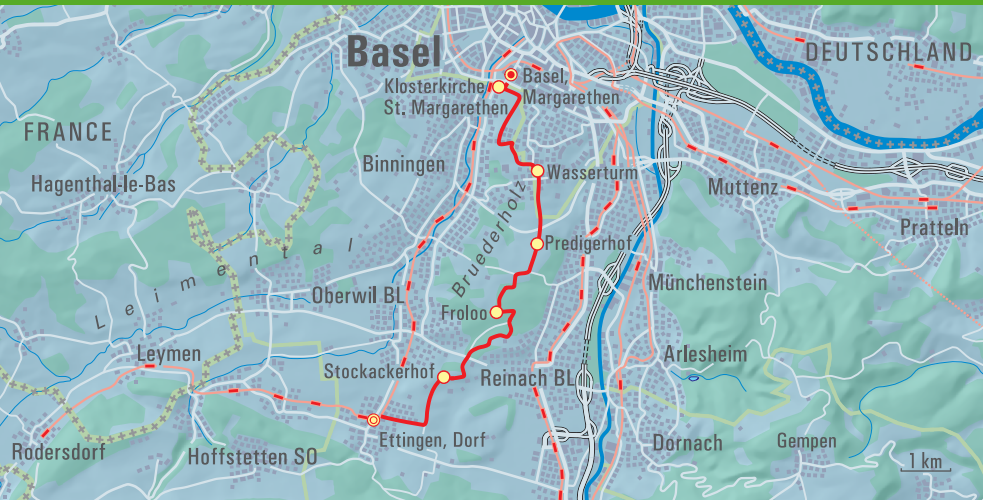 Basel
DEUTSCHLAND
Klosterkirche
St. Margarethen
Basel,
Margarethen
FRANCE
Binningen
Wasserturm
Hagenthal-le-Bas
Muttenz
Pratteln
Bruederholz
Predigerhof
Leimental
Münchenstein
Oberwil BL
Froloo
Leymen
Arlesheim
Stockackerhof
Reinach BL
Ettingen, Dorf
Rodersdorf
Hoffstetten SO
Dornach
Gempen
1 km